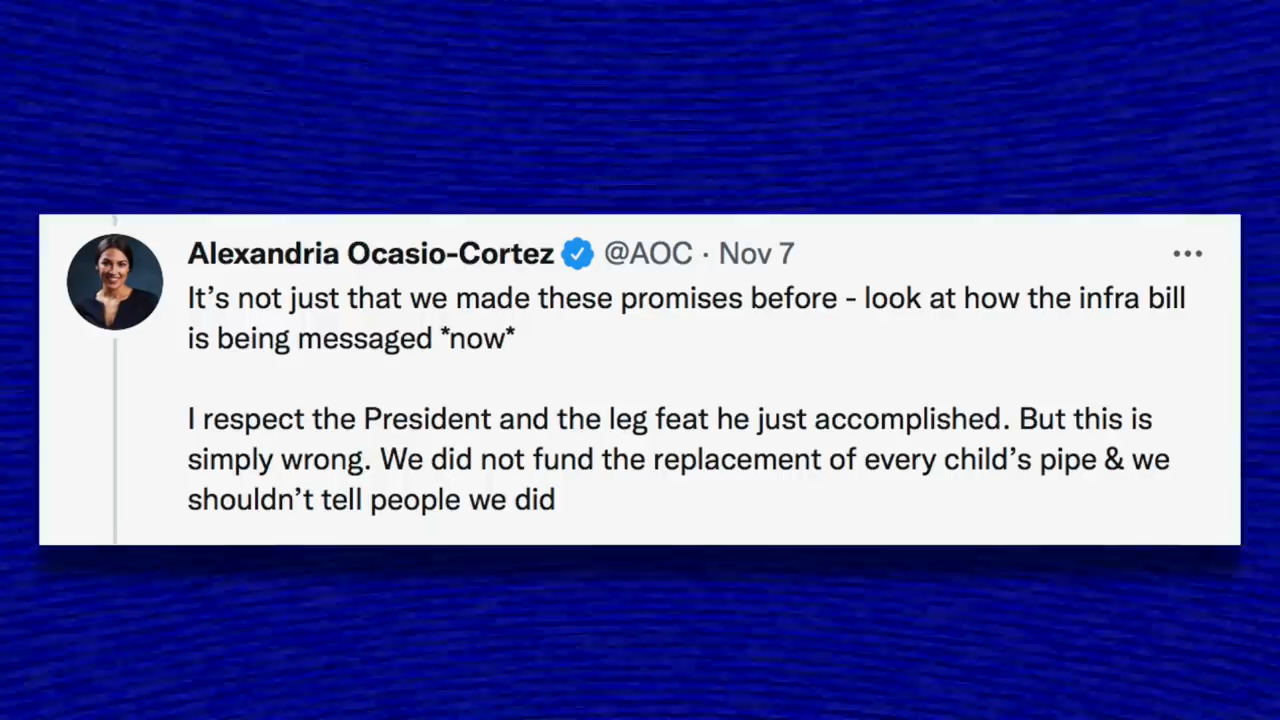 Alexandria Ocasio-Cortez @AOC · Nov 7
It’s not just that we made these promises before - look at how the infra bill
is being messaged *now*
I respect the President and the leg feat he just accomplished. But this is
simply wrong. We did not fund the replacement of every child’s pipe & we
shouldn’t tell people we did